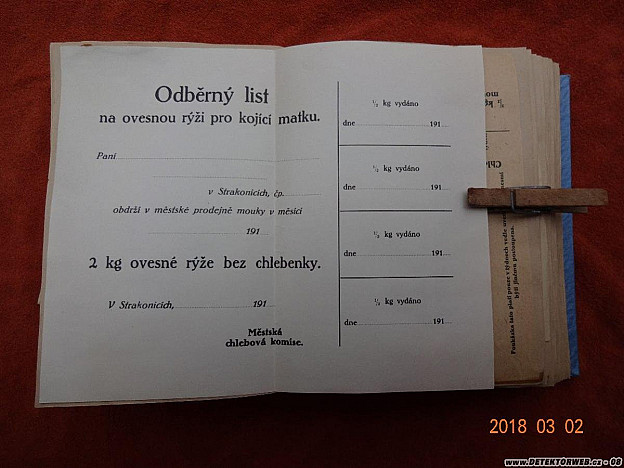 Odběrný list
na ovesnou rýži pro kojící matku.
Paní
v Strakonicích, čp.
obdrží v městské prodejně mouky v měsíci
191
2 kg ovesné rýže bez chlebenky.
V Strakonicích, 191
Městská
chlebová komise.
½ kg vydáno
dne 191
½ kg vydáno
dne 191
½ kg vydáno
dne 191
½ kg vydáno
dne 191
2018 03 02
WWW.DETEKTORWEB.cz - 08